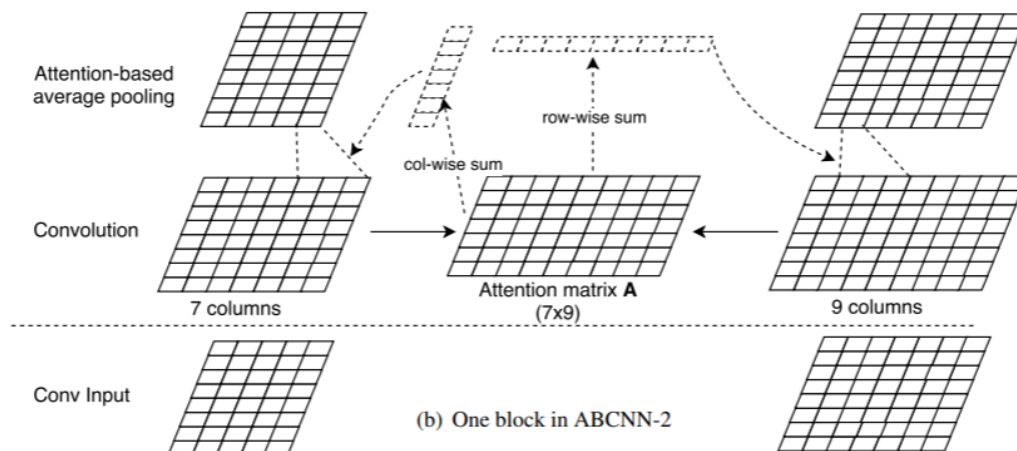 Attention-based
average pooling
col-wise sum
row-wise sum
Convolution
7 columns
Attention matrix A
(7x9)
9 columns
Conv Input
(b) One block in ABCNN-2